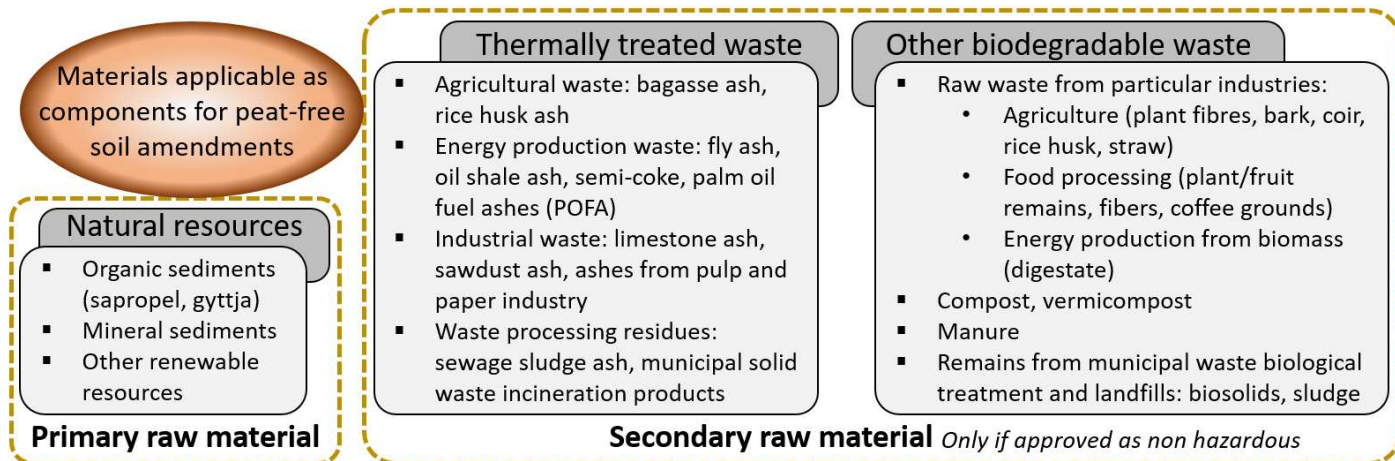 Materials applicable as
components for peat-free
soil amendments
Natural resources
▪ Organic sediments
(sapropel, gyttja)
▪ Mineral sediments
▪ Other renewable
resources
Primary raw material
Thermally treated waste
▪ Agricultural waste: bagasse ash,
rice husk ash
▪ Energy production waste: fly ash,
oil shale ash, semi-coke, palm oil
fuel ashes (POFA)
▪ Industrial waste: limestone ash,
sawdust ash, ashes from pulp and
paper industry
▪ Waste processing residues:
sewage sludge ash, municipal solid
waste incineration products
Other biodegradable waste
▪ Raw waste from particular industries:
• Agriculture (plant fibres, bark, coir,
rice husk, straw)
• Food processing (plant/fruit
remains, fibers, coffee grounds)
• Energy production from biomass
(digestate)
▪ Compost, vermicompost
▪ Manure
▪ Remains from municipal waste biological
treatment and landfills: biosolids, sludge
Secondary raw material Only if approved as non hazardous